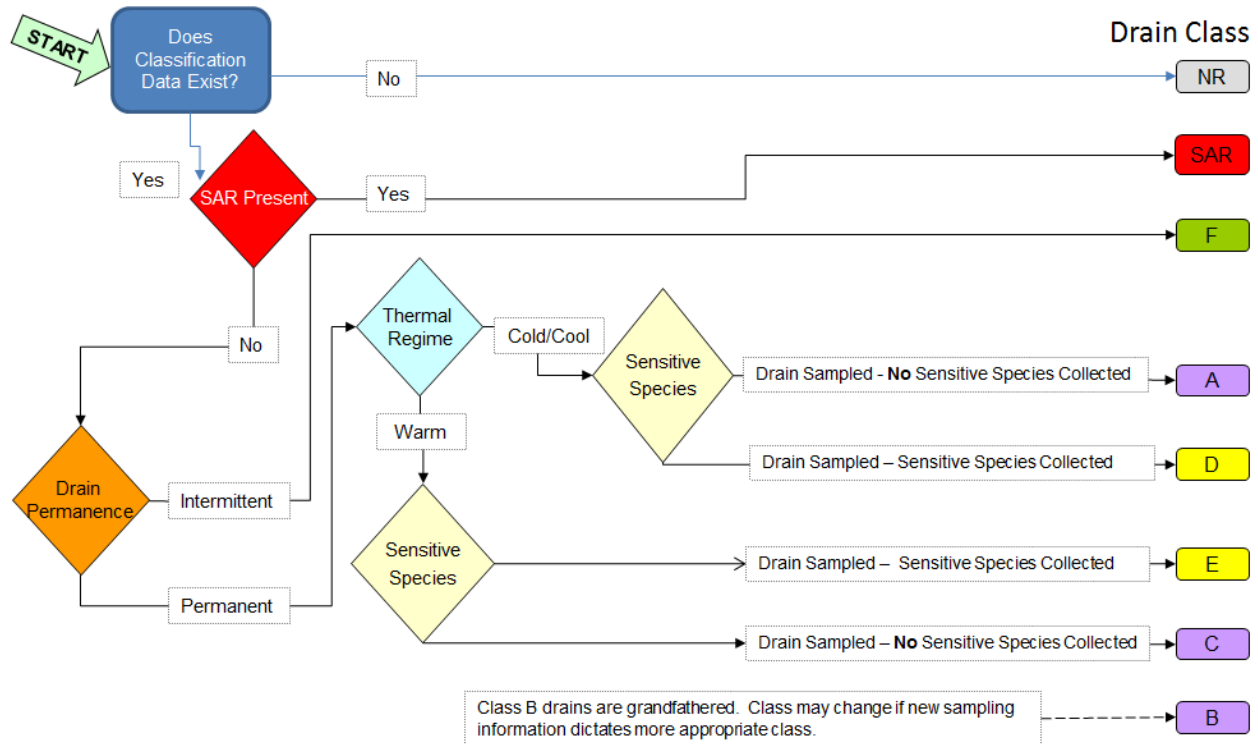 START
Does
Classification
Data Exist?
Drain Class
No
NR
Yes
SAR Present
Yes
SAR
F
No
Thermal
Regime
Cold/Cool
Sensitive
Species
Drain Sampled - No Sensitive Species Collected
A
Warm
Drain Sampled – Sensitive Species Collected
D
Drain
Permanence
Intermittent
Sensitive
Species
Drain Sampled – Sensitive Species Collected
E
Permanent
Drain Sampled – No Sensitive Species Collected
C
Class B drains are grandfathered. Class may change if new sampling
information dictates more appropriate class.
B